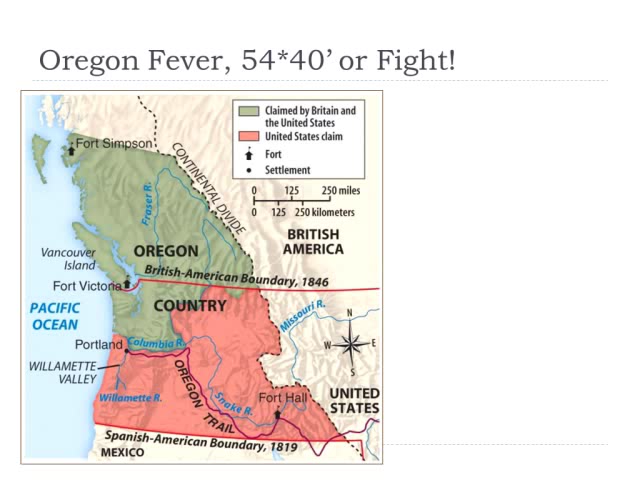 Oregon Fever, 54*40’ or Fight!
Claimed by Britain and
the United States
United States claim
Fort
Settlement
0 125 250 miles
0 125 250 kilometers
Fort Simpson
CONTINENTAL DIVIDE
Fraser R.
BRITISH
AMERICA
Vancouver
Island
OREGON
British-American Boundary, 1846
Fort Victoria
PACIFIC
OCEAN
COUNTRY
Missouri R.
N
W
E
S
Portland
Columbia R.
WILLAMETTE
VALLEY
Willamette R.
OREGON TRAIL
Snake R.
Fort Hall
UNITED
STATES
Spanish-American Boundary, 1819
MEXICO